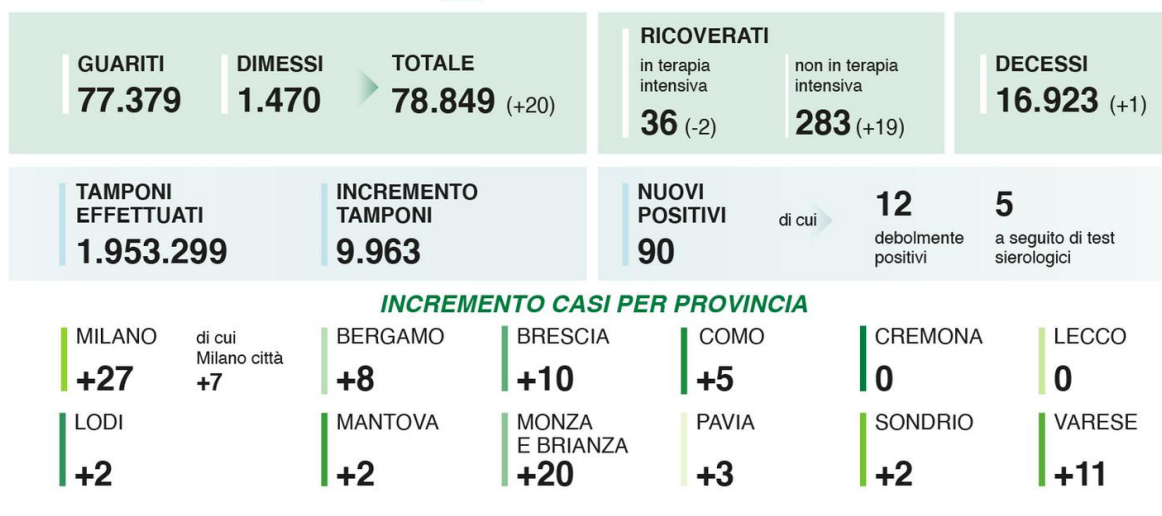 GUARITI
77.379
DIMESSI
1.470
TOTALE
78.849 (+20)
RICOVERATI
in terapia
intensiva
36 (-2)
non in terapia
intensiva
283 (+19)
DECESSI
16.923 (+1)
TAMPONI
EFFETTUATI
1.953.299
INCREMENTO
TAMPONI
9.963
NUOVI
POSITIVI
90
di cui
12
debolmente
positivi
5
a seguito di test
sierologici
INCREMENTO CASI PER PROVINCIA
MILANO
+27
di cui
Milano città
+7
BERGAMO
+8
BRESCIA
+10
COMO
+5
CREMONA
0
LECCO
0
LODI
+2
MANTOVA
+2
MONZA
E BRIANZA
+20
PAVIA
+3
SONDRIO
+2
VARESE
+11